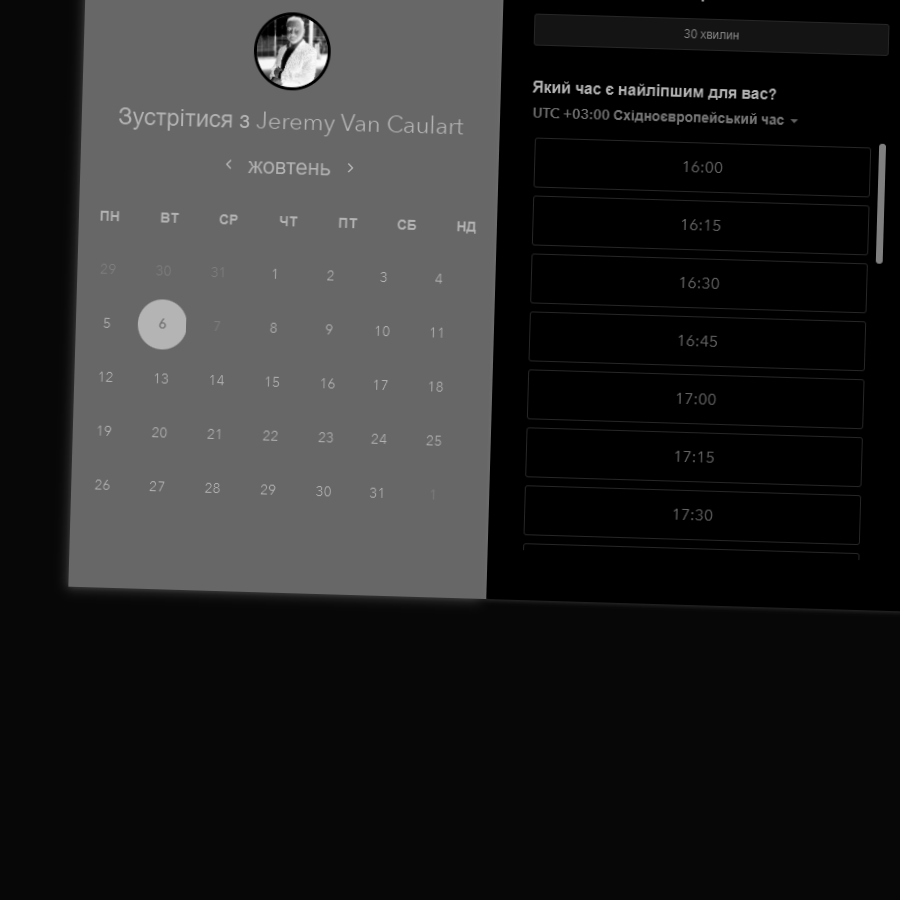 Зустрітися з Jeremy Van Caulart
жовтень
ПН ВТ СР ЧТ ПТ СБ НД
29 30 31 1 2 3 4
5 6 7 8 9 10 11
12 13 14 15 16 17 18
19 20 21 22 23 24 25
26 27 28 29 30 31 1
30 хвилин
Який час є найліпшим для вас?
UTC +03:00 Східноєвропейський час
16:00
16:15
16:30
16:45
17:00
17:15
17:30